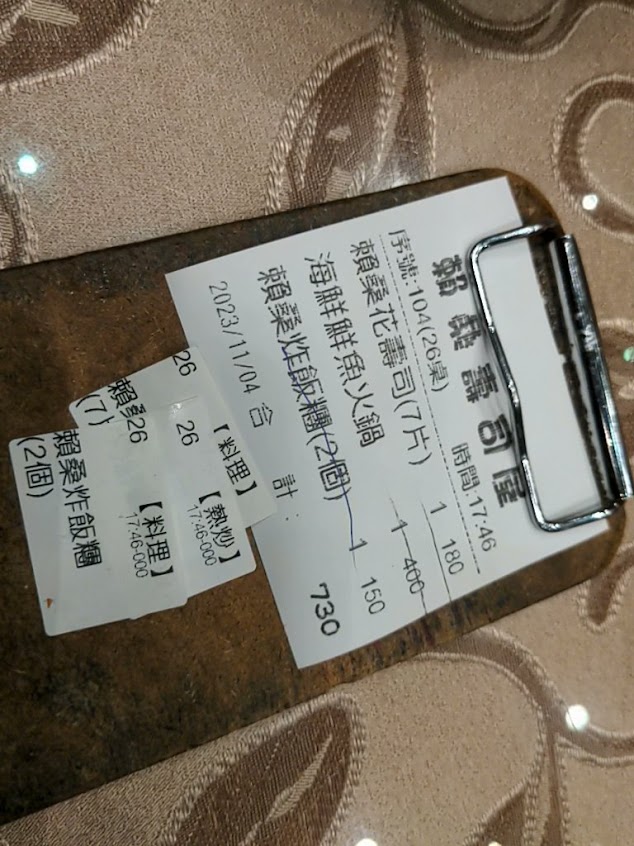 賴桑壽司屋
序號:104(26桌) 時間:17:46
賴桑花壽司(7片) 1 180
海鮮鮮魚火鍋 1 400
賴桑炸飯糰(2個) 1 150
2023/11/04 合 計: 730
26
【料理】
賴桑
(7)
26
【熱炒】
17:46-000
26
【料理】
17:46-000
賴桑炸飯糰
(2個)